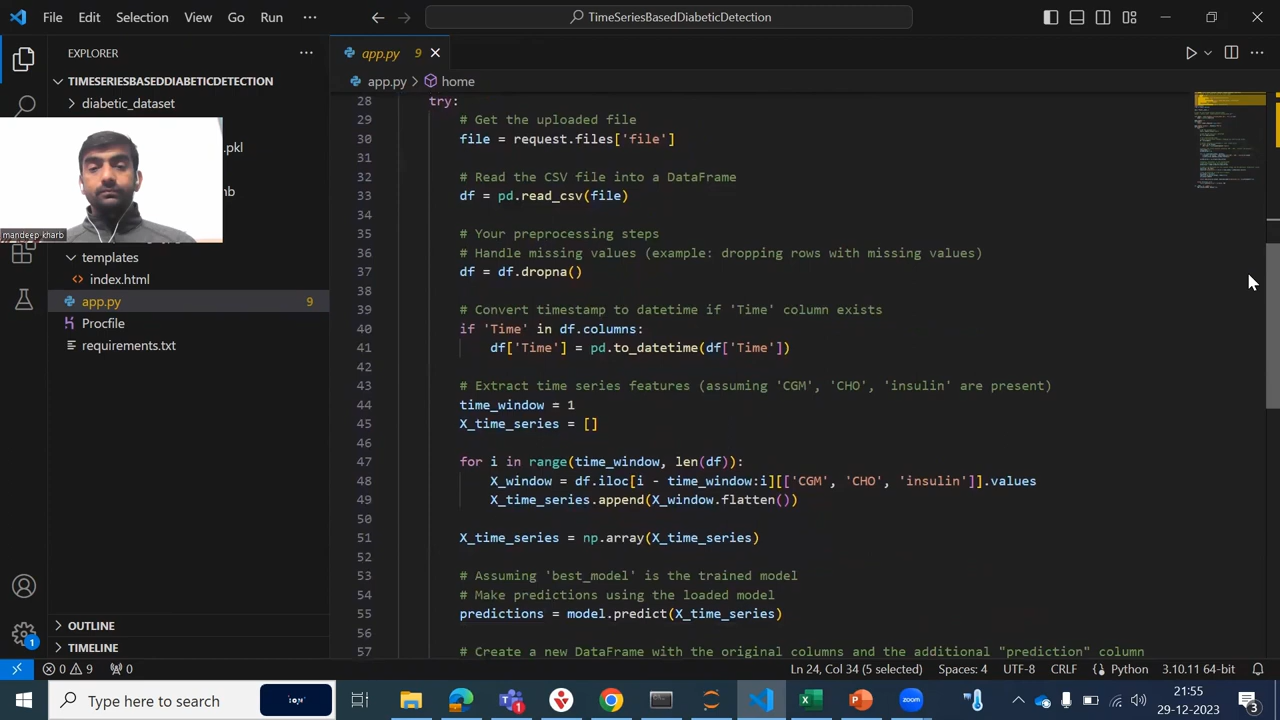 File Edit Selection View Go Run ···
TimeSeriesBasedDiabeticDetection
EXPLORER
TIMESERIESBASEDDIABETICDETECTION
diabetic_dataset
.pkl
nb
mandeep kharb
templates
index.html
app.py 9
Procfile
requirements.txt
OUTLINE
TIMELINE
app.py 9
app.py > home
28 try:
29 # Get the uploaded file
30 file = request.files['file']
31
32 # Read the CSV file into a DataFrame
33 df = pd.read_csv(file)
34
35 # Your preprocessing steps
36 # Handle missing values (example: dropping rows with missing values)
37 df = df.dropna()
38
39 # Convert timestamp to datetime if 'Time' column exists
40 if 'Time' in df.columns:
41 df['Time'] = pd.to_datetime(df['Time'])
42
43 # Extract time series features (assuming 'CGM', 'CHO', 'insulin' are present)
44 time_window = 1
45 X_time_series = []
46
47 for i in range(time_window, len(df)):
48 X_window = df.iloc[i - time_window:i][['CGM', 'CHO', 'insulin']].values
49 X_time_series.append(X_window.flatten())
50
51 X_time_series = np.array(X_time_series)
52
53 # Assuming 'best_model' is the trained model
54 # Make predictions using the loaded model
55 predictions = model.predict(X_time_series)
56
57 # Create a new DataFrame with the original columns and the additional "prediction" column
0 9 0 Ln 24, Col 34 (5 selected) Spaces: 4 UTF-8 CRLF Python 3.10.11 64-bit
Type here to search
21:55
29-12-2023